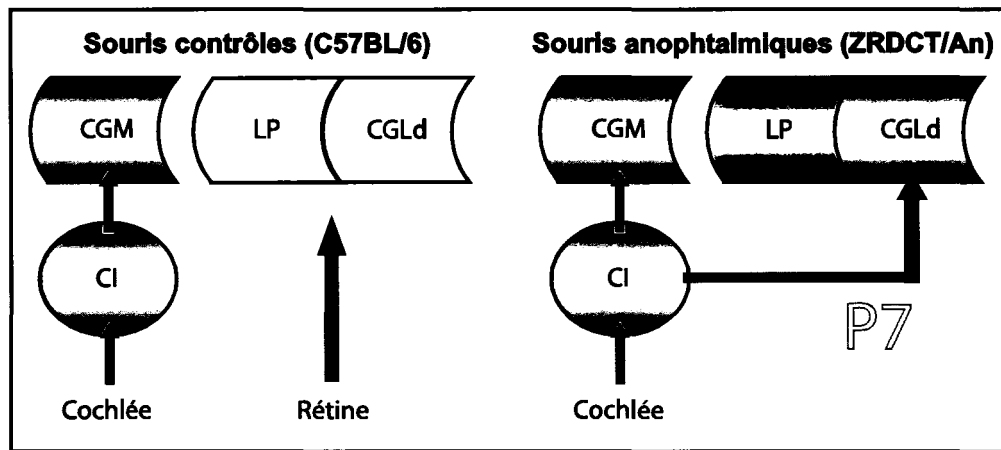 Souris contrôles (C57BL/6)
CGM
LP
CGLd
CI
Cochlée
Rétine
Souris anophtalmiques (ZRDCT/An)
CGM
LP
CGLd
CI
P7
Cochlée